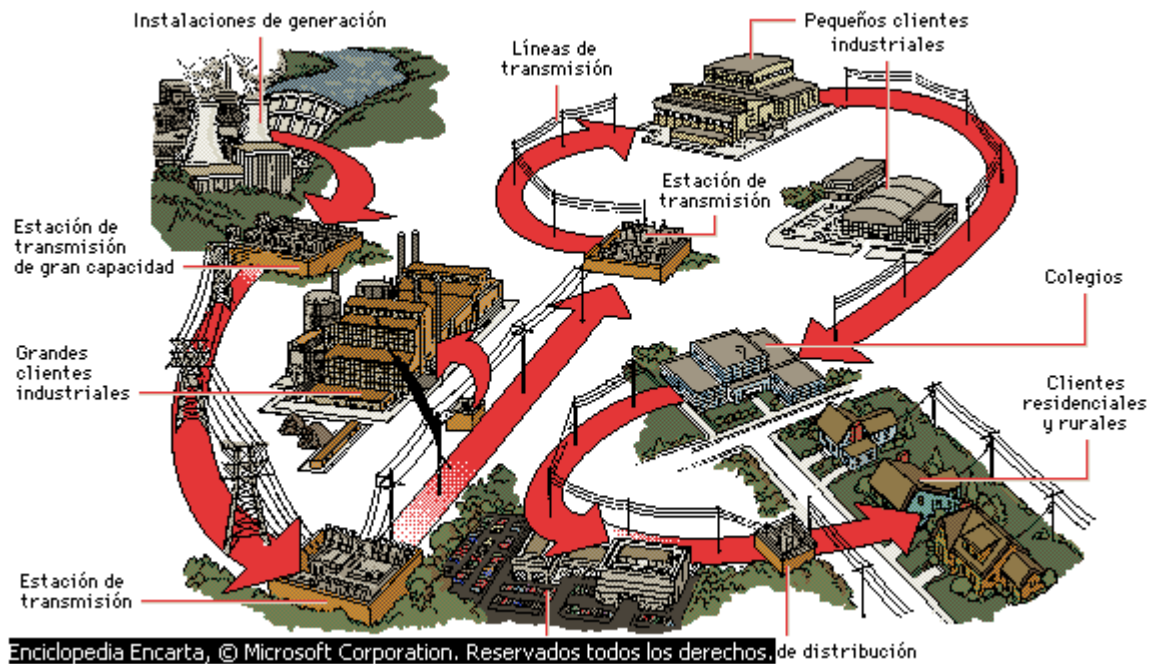 Instalaciones de generación
Pequeños clientes
industriales
Líneas de
transmisión
Estación de
transmisión
Estación de
transmisión
de gran capacidad
Colegios
Grandes
clientes
industriales
Clientes
residenciales
y rurales
Estación de
transmisión
Enciclopedia Encarta, © Microsoft Corporation. Reservados todos los derechos. de distribución